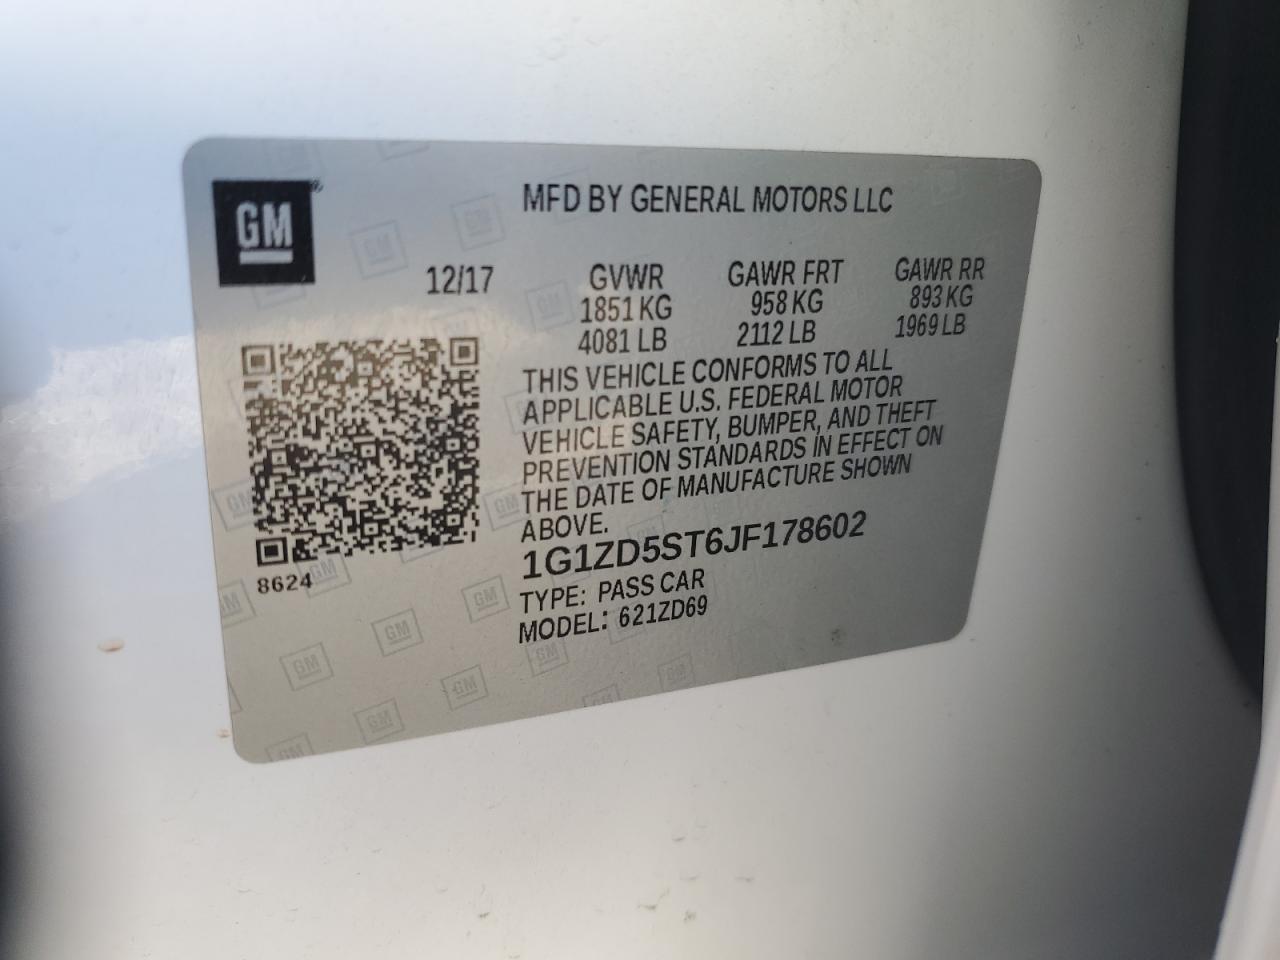 GM
MFD BY GENERAL MOTORS LLC
12/17
GVWR
1851 KG
4081 LB
GAWR FRT
958 KG
2112 LB
GAWR RR
893 KG
1969 LB
THIS VEHICLE CONFORMS TO ALL
APPLICABLE U.S. FEDERAL MOTOR
VEHICLE SAFETY, BUMPER, AND THEFT
PREVENTION STANDARDS IN EFFECT ON
THE DATE OF MANUFACTURE SHOWN
ABOVE.
1G1ZD5ST6JF178602
TYPE: PASS CAR
MODEL: 621ZD69
8624